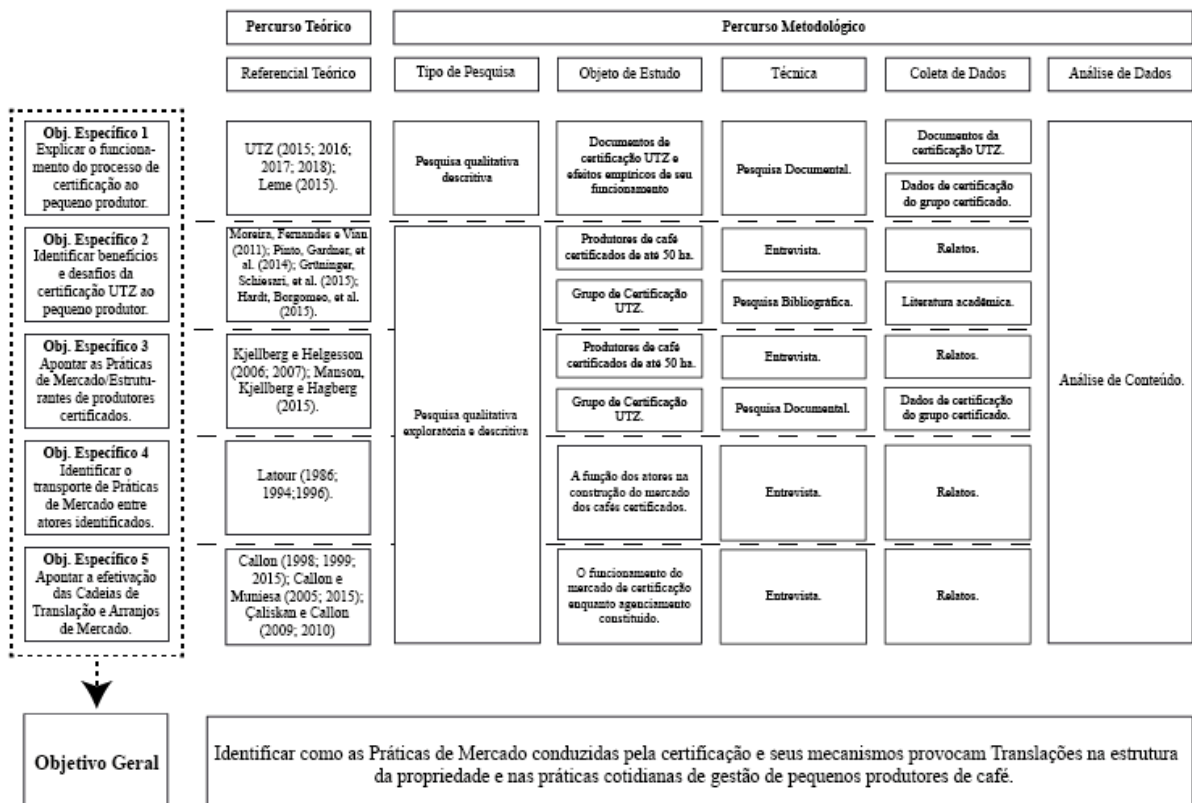 Percurso Teórico
Percurso Metodológico
Referencial Teórico
Tipo de Pesquisa
Objeto de Estudo
Técnica
Coleta de Dados
Análise de Dados
Obj. Específico 1
Explicar o funciona-
mento do processo de
certificação ao
pequeno produtor.
UTZ (2015; 2016;
2017; 2018);
Leme (2015).
Pesquisa qualitativa
descritiva
Documentos de
certificação UTZ e
efeitos empíricos de seu
funcionamento
Pesquisa Documental.
Documentos da
certificação UTZ.
Dados de certificação
do grupo certificado.
Obj. Específico 2
Identificar benefícios
e desafios da
certificação UTZ ao
pequeno produtor.
Moreira, Fernandes e Vian
(2011); Pinto, Gardner, et
al. (2014); Grüninger,
Schiesari, et al. (2015);
Hardt, Borgomeo, et al.
(2015).
Pesquisa qualitativa
exploratória e descritiva
Produtores de café
certificados de até 50 ha.
Entrevista.
Relatos.
Grupo de Certificação
UTZ.
Pesquisa Bibliográfica.
Literatura acadêmica.
Obj. Específico 3
Apontar as Práticas
de Mercado/Estrutu-
rantes de produtores
certificados.
Kjellberg e Helgesson
(2006; 2007); Manson,
Kjellberg e Hagberg
(2015).
Produtores de café
certificados de até 50 ha.
Entrevista.
Relatos.
Grupo de Certificação
UTZ.
Pesquisa Documental.
Dados de certificação
do grupo certificado.
Análise de Conteúdo.
Obj. Específico 4
Identificar o
transporte de Práticas
de Mercado entre
atores identificados.
Latour (1986;
1994;1996).
A função dos atores na
construção do mercado
dos cafés certificados.
Entrevista.
Relatos.
Obj. Específico 5
Apontar a efetivação
das Cadeias de
Translação e Arranjos
de Mercado.
Callon (1998; 1999;
2015); Callon e
Muniesa (2005; 2015);
Çaliskan e Callon
(2009; 2010)
O funcionamento do
mercado de certificação
enquanto agenciamento
constituído.
Entrevista.
Relatos.
Objetivo Geral
Identificar como as Práticas de Mercado conduzidas pela certificação e seus mecanismos provocam Translações na estrutura
da propriedade e nas práticas cotidianas de gestão de pequenos produtores de café.